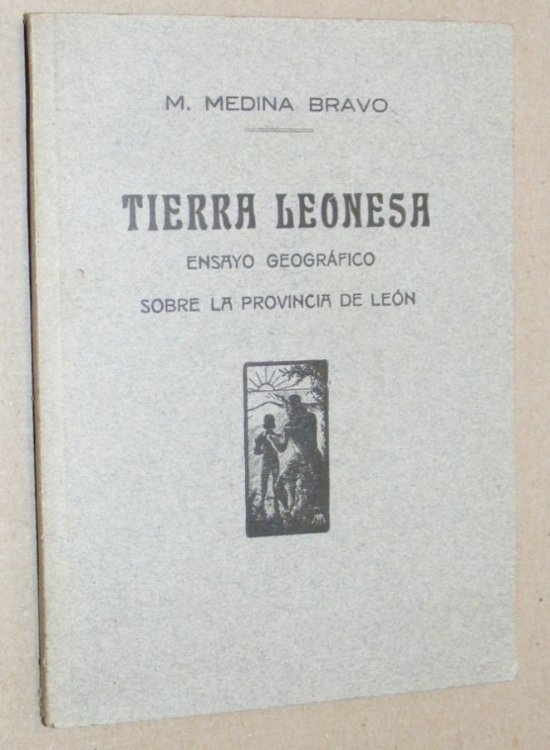 M. MEDINA BRAVO
TIERRA LEONESA
ENSAYO GEOGRÁFICO
SOBRE LA PROVINCIA DE LEÓN